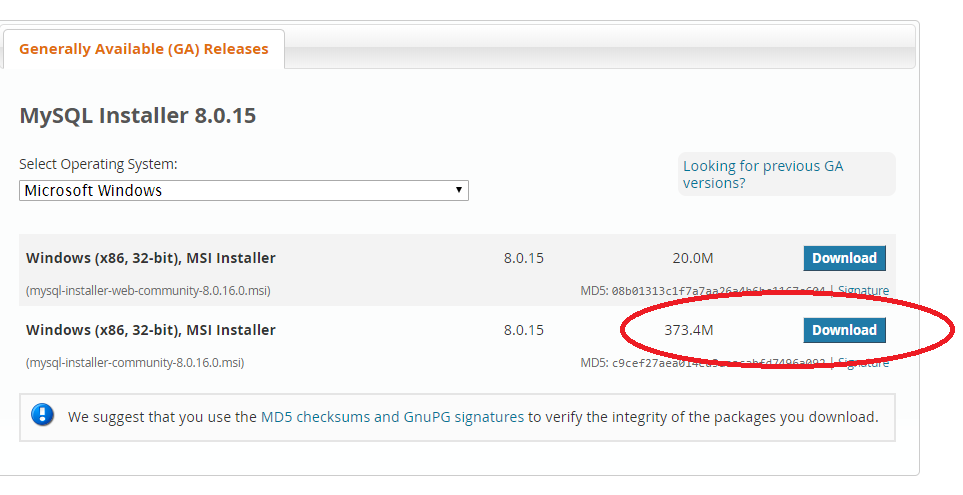 Generally Available (GA) Releases
MySQL Installer 8.0.15
Select Operating System:
Microsoft Windows
Looking for previous GA
versions?
Windows (x86, 32-bit), MSI Installer 8.0.15 20.0M Download
(mysql-installer-web-community-8.0.16.0.msi) MD5: | Signature
Windows (x86, 32-bit), MSI Installer 8.0.15 373.4M Download
(mysql-installer-community-8.0.16.0.msi) MD5: | Signature
We suggest that you use the MD5 checksums and GnuPG signatures to verify the integrity of the packages you download.